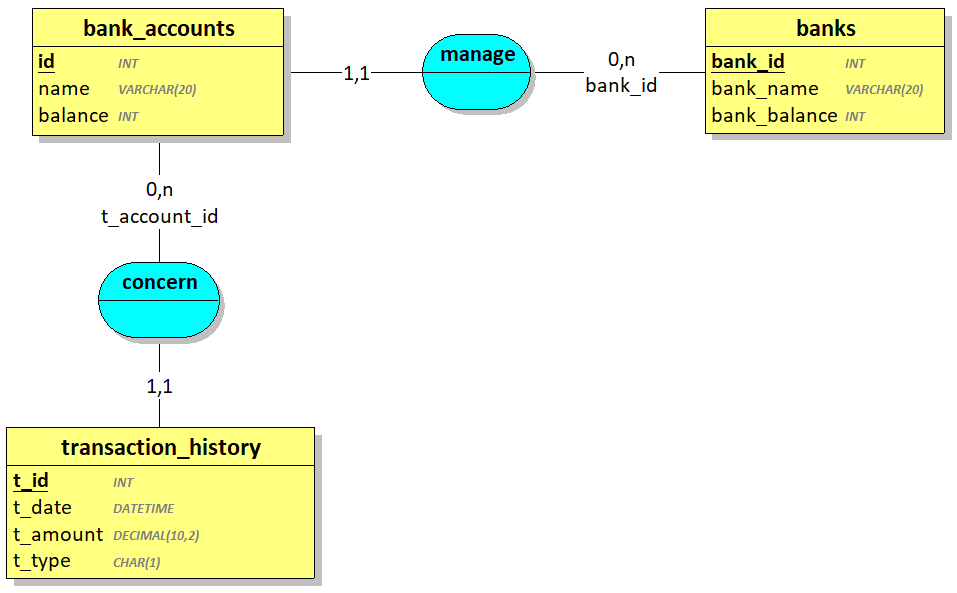 bank_accounts
id INT
name VARCHAR(20)
balance INT
1,1
manage
0,n
bank_id
banks
bank_id INT
bank_name VARCHAR(20)
bank_balance INT
0,n
t_account_id
concern
1,1
transaction_history
t_id INT
t_date DATETIME
t_amount DECIMAL(10,2)
t_type CHAR(1)